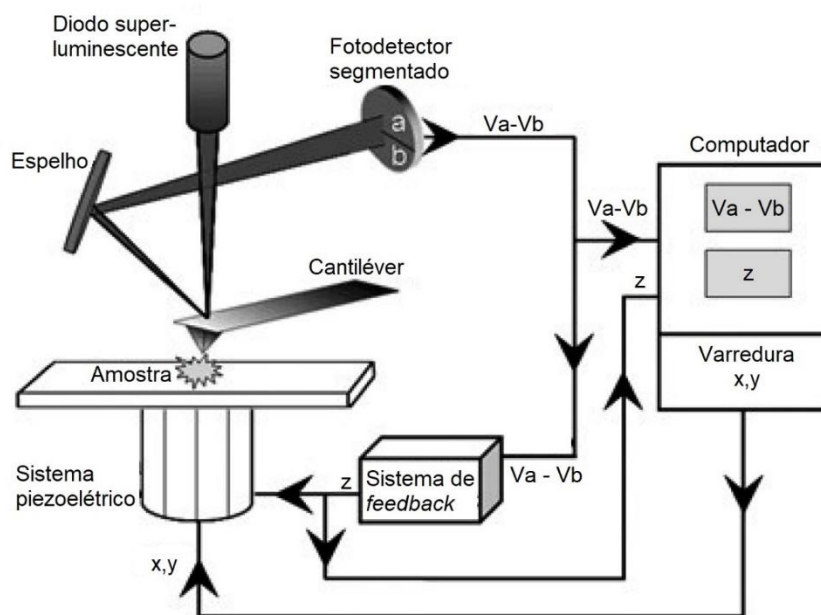 Diodo super-
luminescente
Fotodetector
segmentado
a
b
Va-Vb
Espelho
Computador
Va-Vb
Va - Vb
z
z
Cantiléver
Varredura
x,y
Amostra
Sistema
piezoelétrico
z
Sistema de
feedback
Va - Vb
x,y